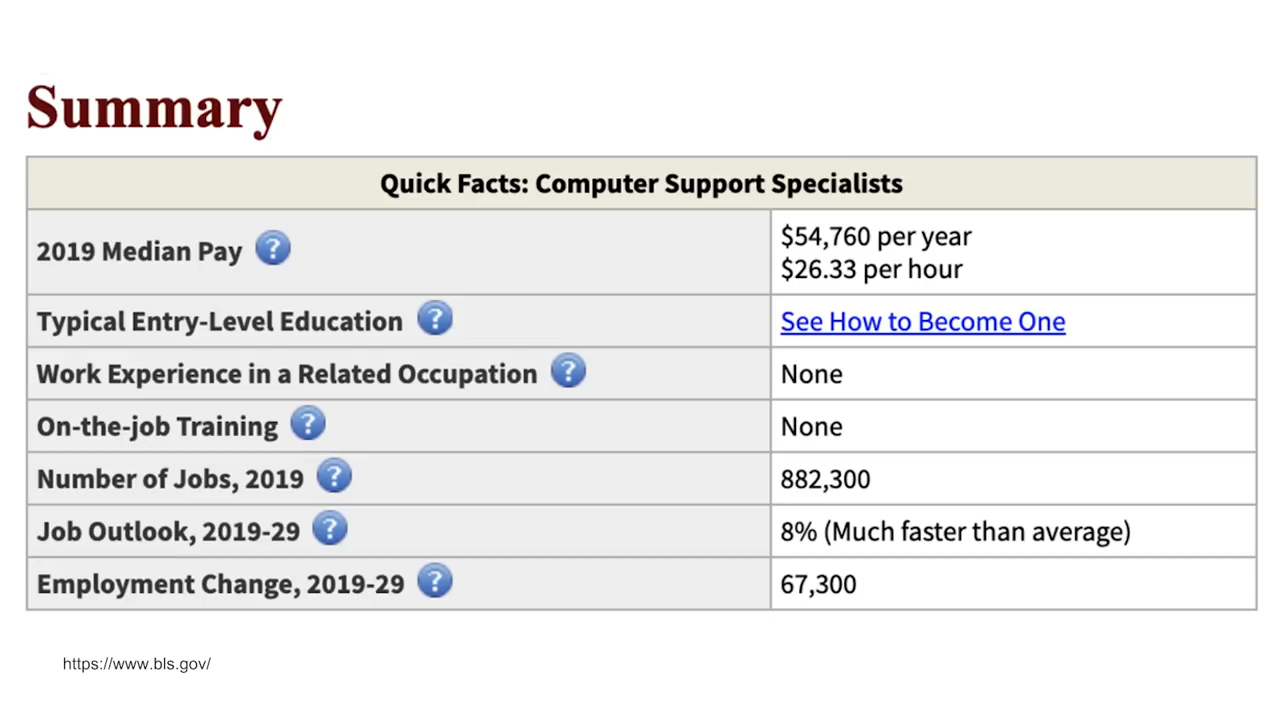 Summary
Quick Facts: Computer Support Specialists
2019 Median Pay ?
$54,760 per year
$26.33 per hour
Typical Entry-Level Education ?
See How to Become One
Work Experience in a Related Occupation ?
None
On-the-job Training ?
None
Number of Jobs, 2019 ?
882,300
Job Outlook, 2019-29 ?
8% (Much faster than average)
Employment Change, 2019-29 ?
67,300
https://www.bls.gov/